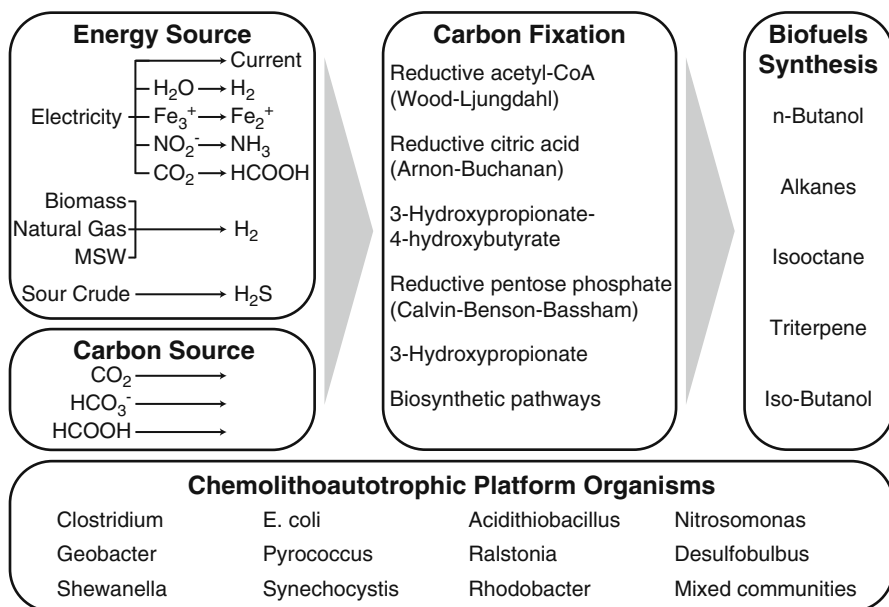 Energy Source
Current
H₂O → H₂
Electricity
Fe₃⁺ → Fe₂⁺
NO₂⁻ → NH₃
CO₂ → HCOOH
Biomass
Natural Gas → H₂
MSW
Sour Crude → H₂S
Carbon Source
CO₂ →
HCO₃⁻ →
HCOOH →
Carbon Fixation
Reductive acetyl-CoA
(Wood-Ljungdahl)
Reductive citric acid
(Arnon-Buchanan)
3-Hydroxypropionate-
4-hydroxybutyrate
Reductive pentose phosphate
(Calvin-Benson-Bassham)
3-Hydroxypropionate
Biosynthetic pathways
Biofuels
Synthesis
n-Butanol
Alkanes
Isooctane
Triterpene
Iso-Butanol
Chemolithoautotrophic Platform Organisms
Clostridium E. coli Acidithiobacillus Nitrosomonas
Geobacter Pyrococcus Ralstonia Desulfobulbus
Shewanella Synechocystis Rhodobacter Mixed communities